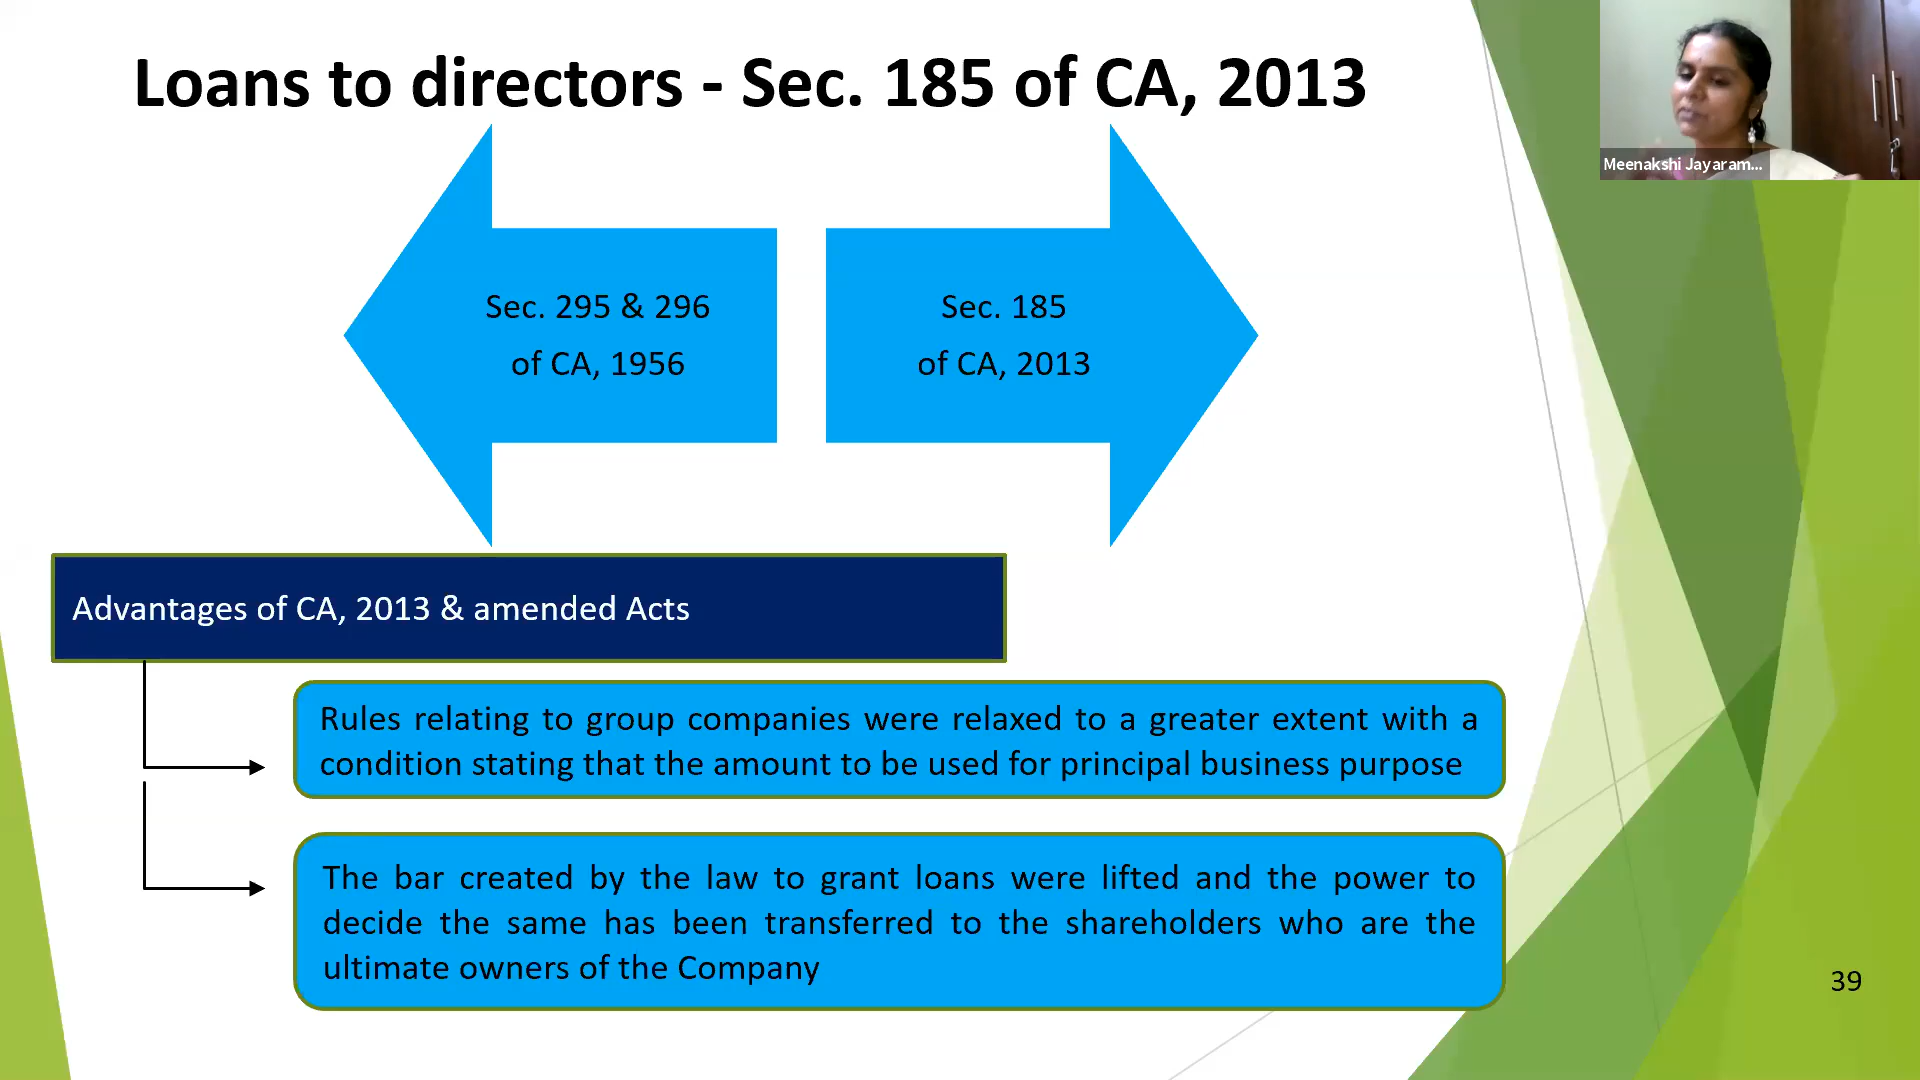 Loans to directors - Sec. 185 of CA, 2013
Meenakshi Jayaram...
Sec. 295 & 296
of CA, 1956
Sec. 185
of CA, 2013
Advantages of CA, 2013 & amended Acts
Rules relating to group companies were relaxed to a greater extent with a
condition stating that the amount to be used for principal business purpose
The bar created by the law to grant loans were lifted and the power to
decide the same has been transferred to the shareholders who are the
ultimate owners of the Company
39